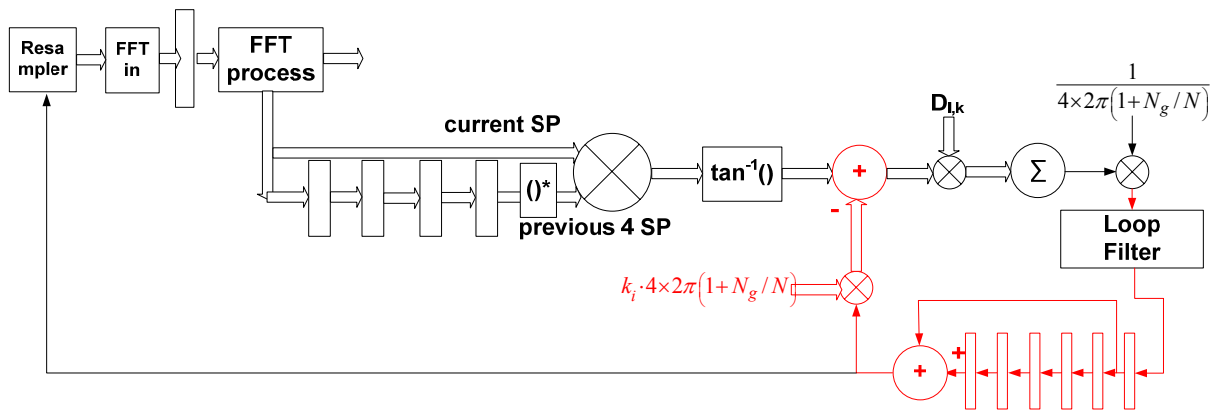 Resa
mpler
FFT
in
FFT
process
current SP
()*
previous 4 SP
tan⁻¹()
+
-
D_{l,k}
Σ
1
4×2π(1+N_g/N)
Loop
Filter
k_i·4×2π(1+N_g/N)
+
+